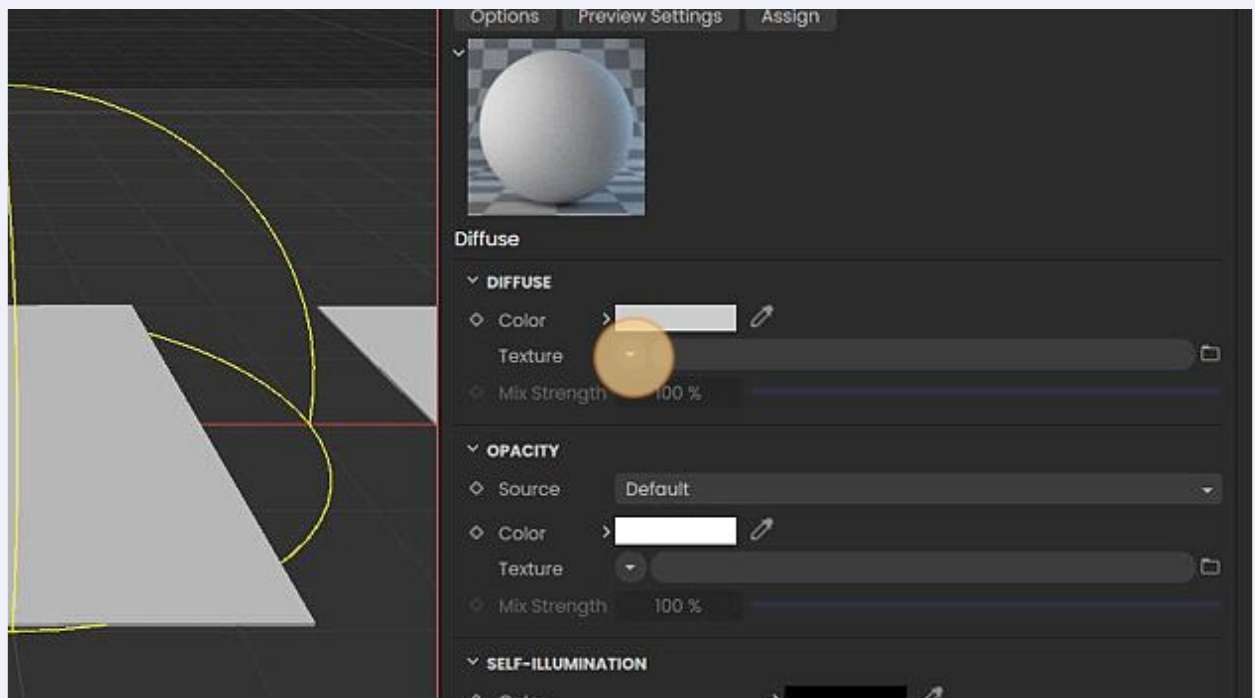 Options Preview Settings Assign
Diffuse
DIFFUSE
Color
Texture
Mix Strength 100 %
OPACITY
Source Default
Color
Texture
Mix Strength 100 %
SELF-ILLUMINATION
Color